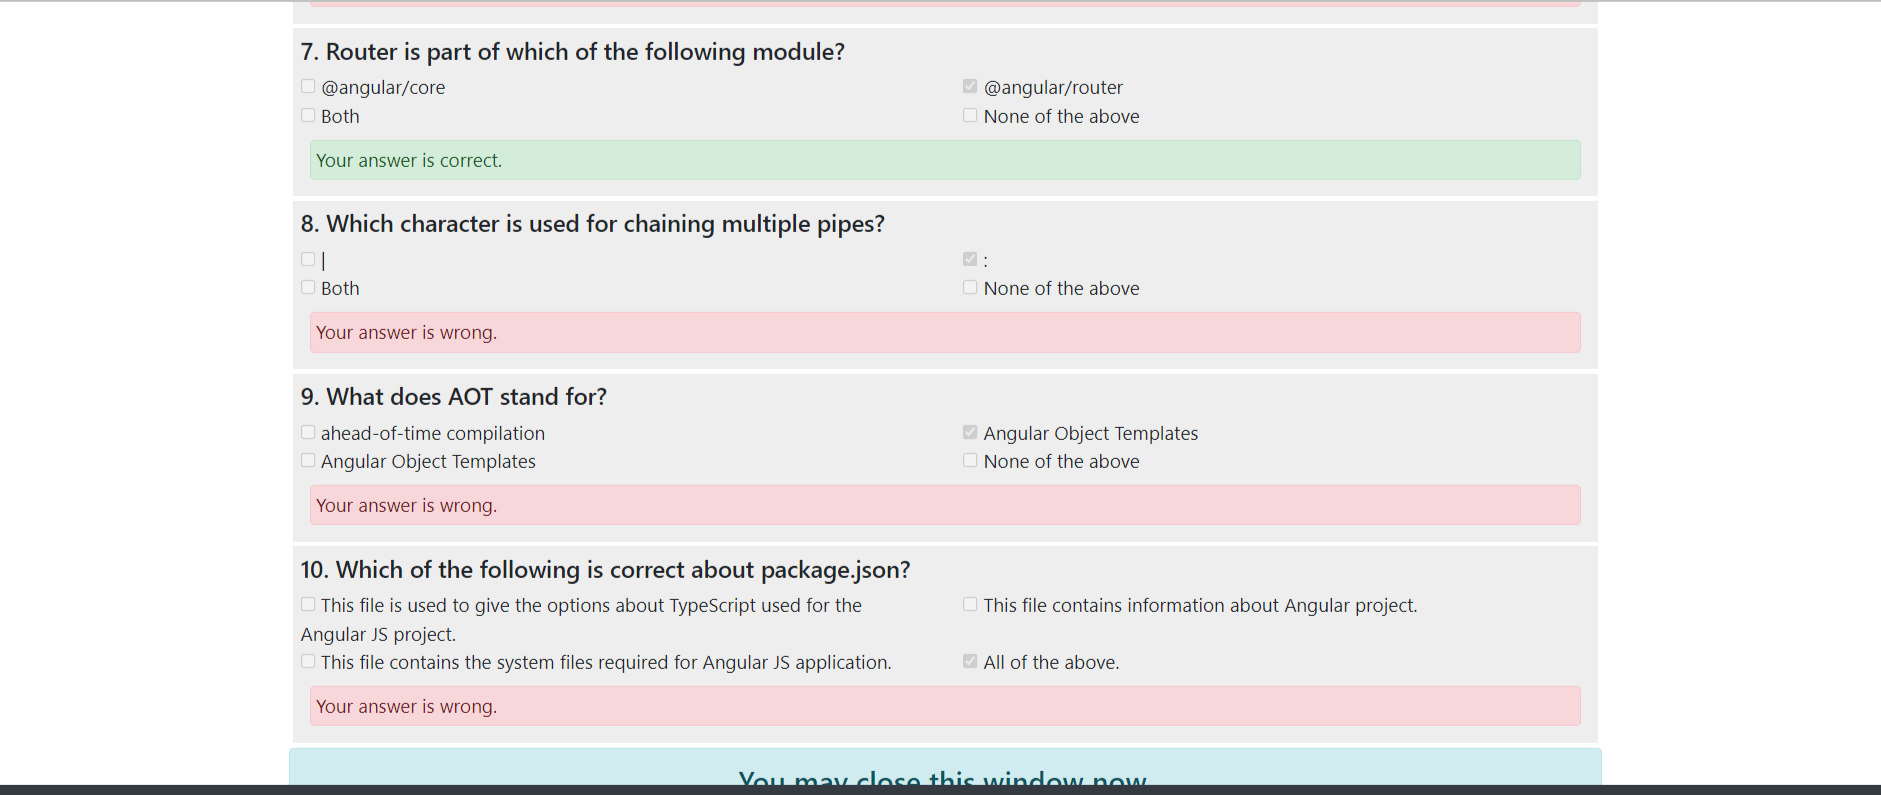 7. Router is part of which of the following module?
@angular/core
@angular/router
Both
None of the above
Your answer is correct.
8. Which character is used for chaining multiple pipes?
|
:
Both
None of the above
Your answer is wrong.
9. What does AOT stand for?
ahead-of-time compilation
Angular Object Templates
Angular Object Templates
None of the above
Your answer is wrong.
10. Which of the following is correct about package.json?
This file is used to give the options about TypeScript used for the
Angular JS project.
This file contains information about Angular project.
This file contains the system files required for Angular JS application.
All of the above.
Your answer is wrong.
You may close this window now